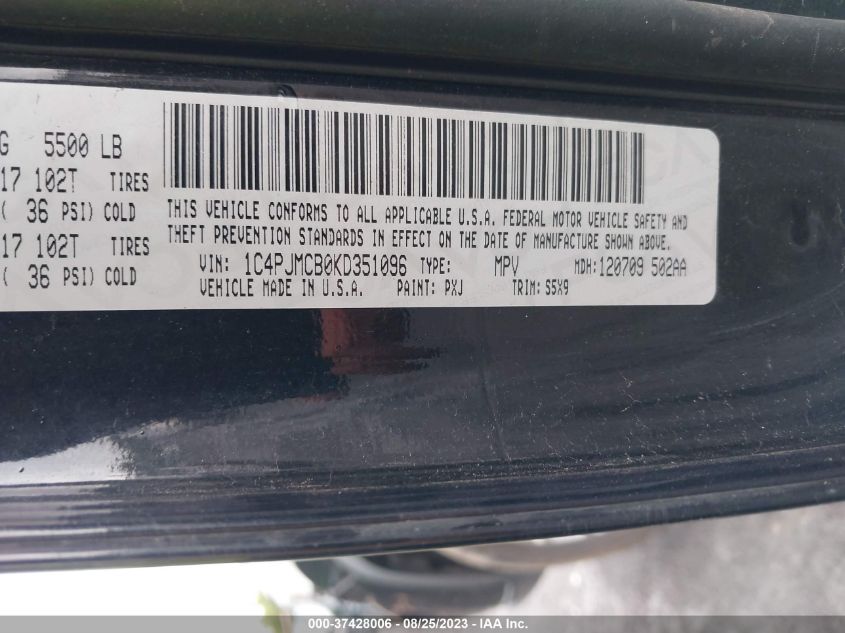 G 5500 LB
17 102T TIRES
( 36 PSI) COLD
17 102T TIRES
( 36 PSI) COLD
THIS VEHICLE CONFORMS TO ALL APPLICABLE U.S.A. FEDERAL MOTOR VEHICLE SAFETY AND
THEFT PREVENTION STANDARDS IN EFFECT ON THE DATE OF MANUFACTURE SHOWN ABOVE.
VIN: 1C4PJMCB0KD351096 TYPE: MPV MDH:120709 502AA
VEHICLE MADE IN U.S.A. PAINT: PXJ TRIM: S5X9
000-37428006 - 08/25/2023 - IAA Inc.